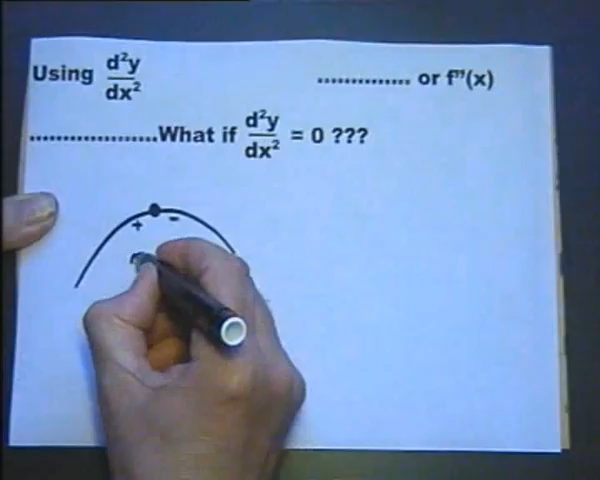 Using d²y/dx² .............. or f”(x)
...................What if d²y/dx² = 0 ???
+ -